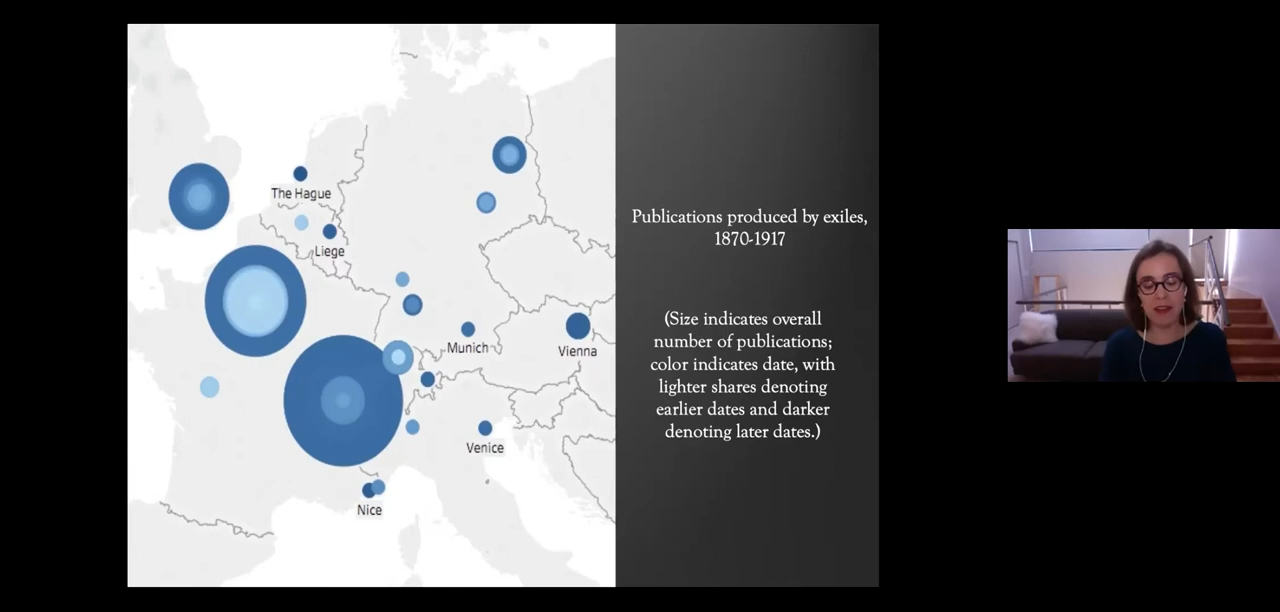 The Hague
Liege
Munich
Vienna
Venice
Nice
Publications produced by exiles,
1870-1917
(Size indicates overall
number of publications;
color indicates date, with
lighter shares denoting
earlier dates and darker
denoting later dates.)